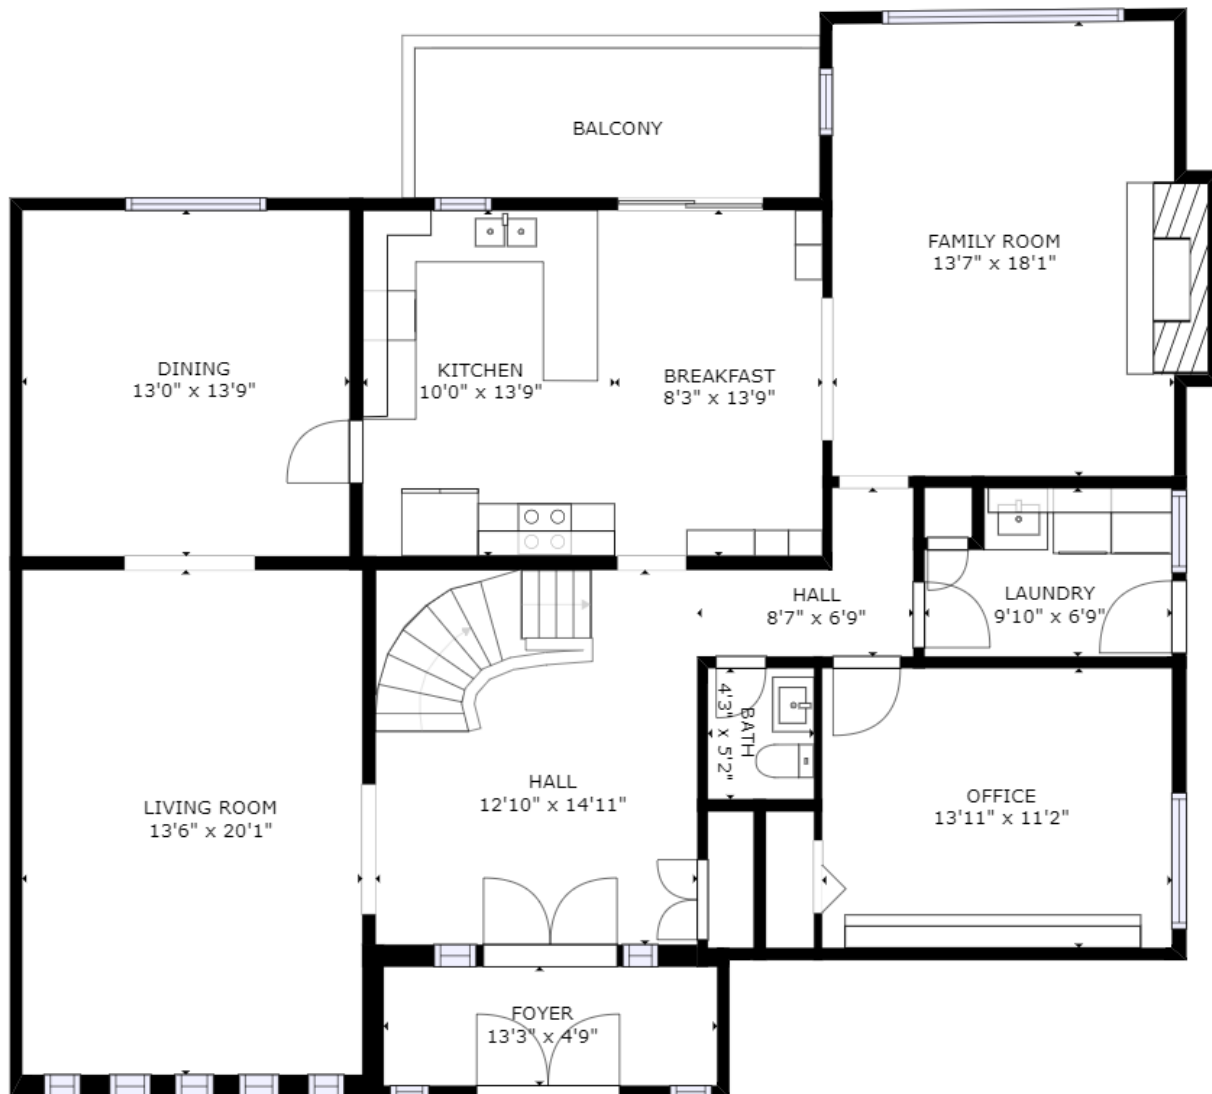 BALCONY
FAMILY ROOM
13'7" x 18'1"
DINING
13'0" x 13'9"
KITCHEN
10'0" x 13'9"
BREAKFAST
8'3" x 13'9"
HALL
8'7" x 6'9"
LAUNDRY
9'10" x 6'9"
BATH
4'3" x 5'2"
HALL
12'10" x 14'11"
LIVING ROOM
13'6" x 20'1"
OFFICE
13'11" x 11'2"
FOYER
13'3" x 4'9"